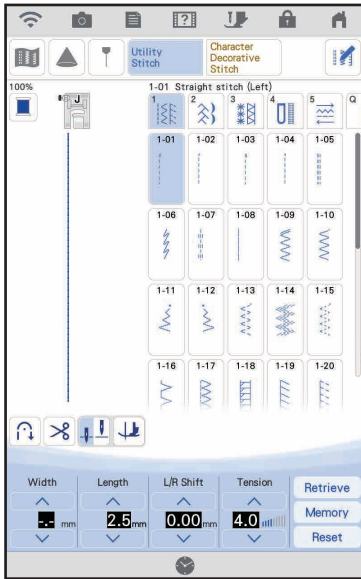 Utility
Stitch
Character
Decorative
Stitch
100%
1-01 Straight stitch (Left)
J
1 2 3 4 5 Q
1-01 1-02 1-03 1-04 1-05
1-06 1-07 1-08 1-09 1-10
1-11 1-12 1-13 1-14 1-15
1-16 1-17 1-18 1-19 1-20
Width Length L/R Shift Tension
Retrieve
-.- mm 2.5 mm 0.00 mm 4.0
Memory
Reset